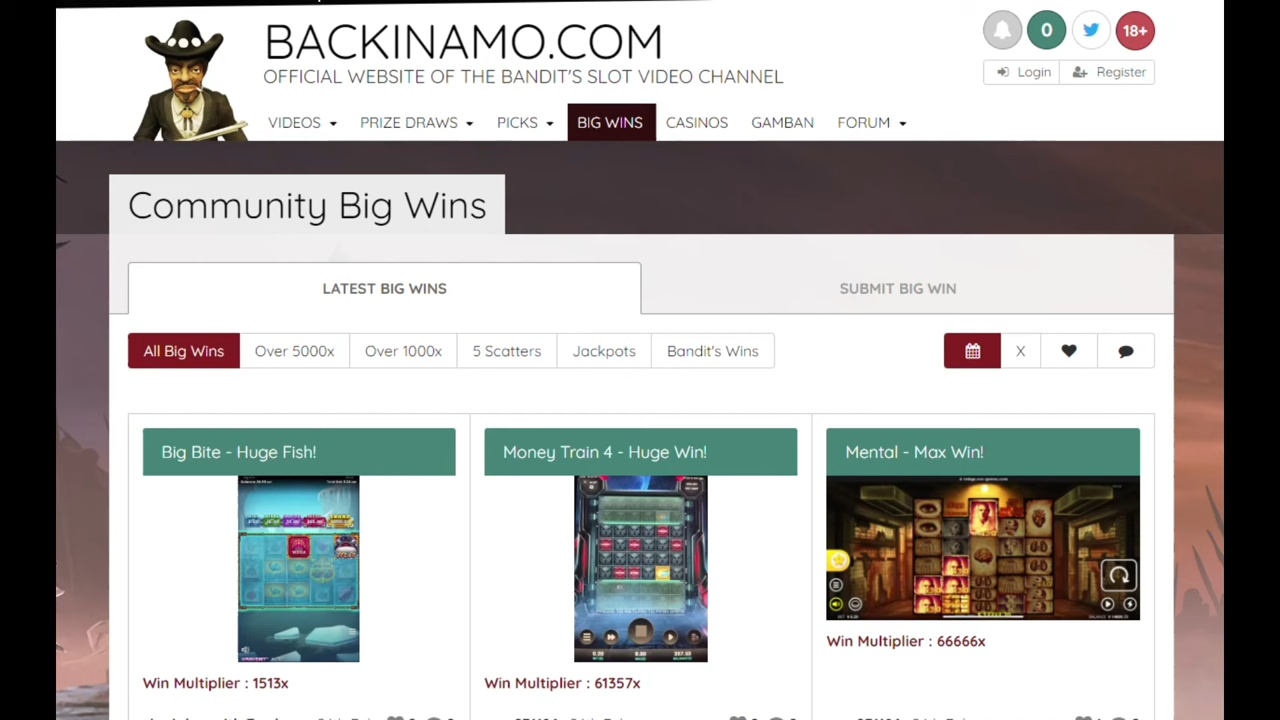 BACKINAMO.COM
OFFICIAL WEBSITE OF THE BANDIT'S SLOT VIDEO CHANNEL
0
18+
Login
Register
VIDEOS
PRIZE DRAWS
PICKS
BIG WINS
CASINOS
GAMBAN
FORUM
Community Big Wins
LATEST BIG WINS
SUBMIT BIG WIN
All Big Wins
Over 5000x
Over 1000x
5 Scatters
Jackpots
Bandit's Wins
X
Big Bite - Huge Fish!
Money Train 4 - Huge Win!
Mental - Max Win!
Win Multiplier : 66666x
Win Multiplier : 1513x
Win Multiplier : 61357x